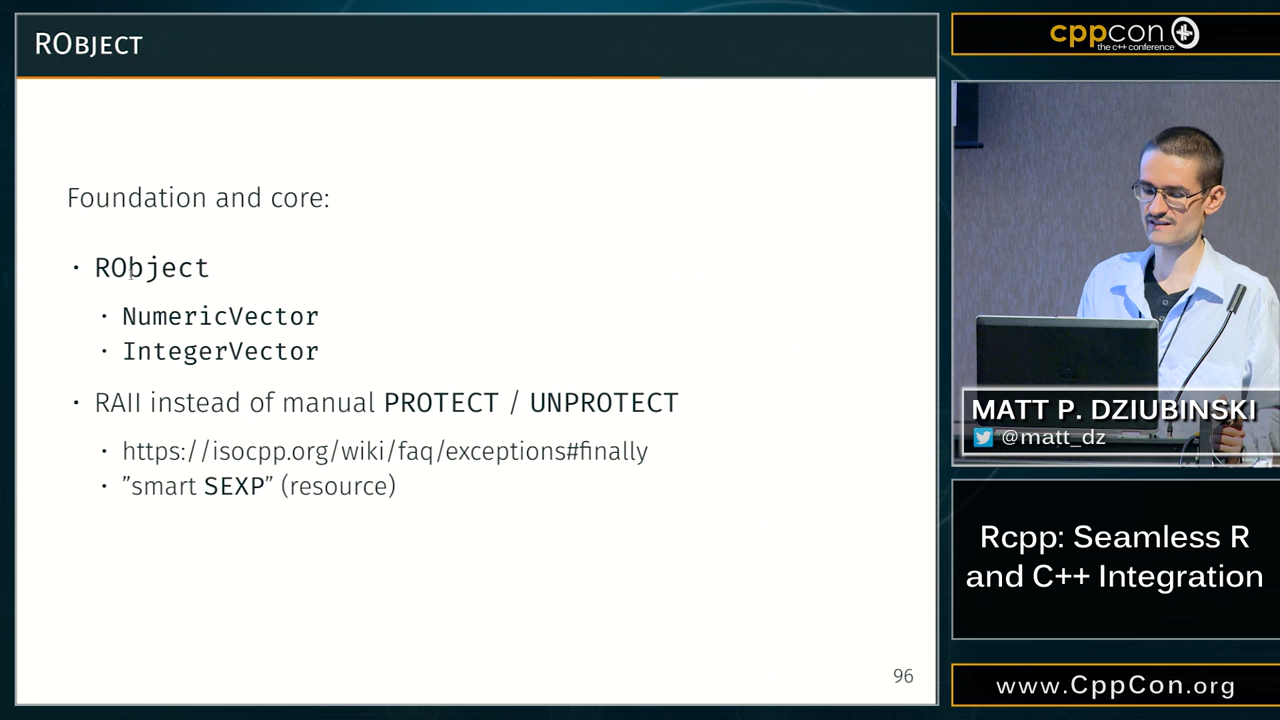 RObject
Foundation and core:
· RObject
· NumericVector
· IntegerVector
· RAII instead of manual PROTECT / UNPROTECT
· https://isocpp.org/wiki/faq/exceptions#finally
· ”smart SEXP” (resource)
96
cppcon
the c++ conference
MATT P. DZIUBINSKI
@matt_dz
Rcpp: Seamless R
and C++ Integration
www.CppCon.org